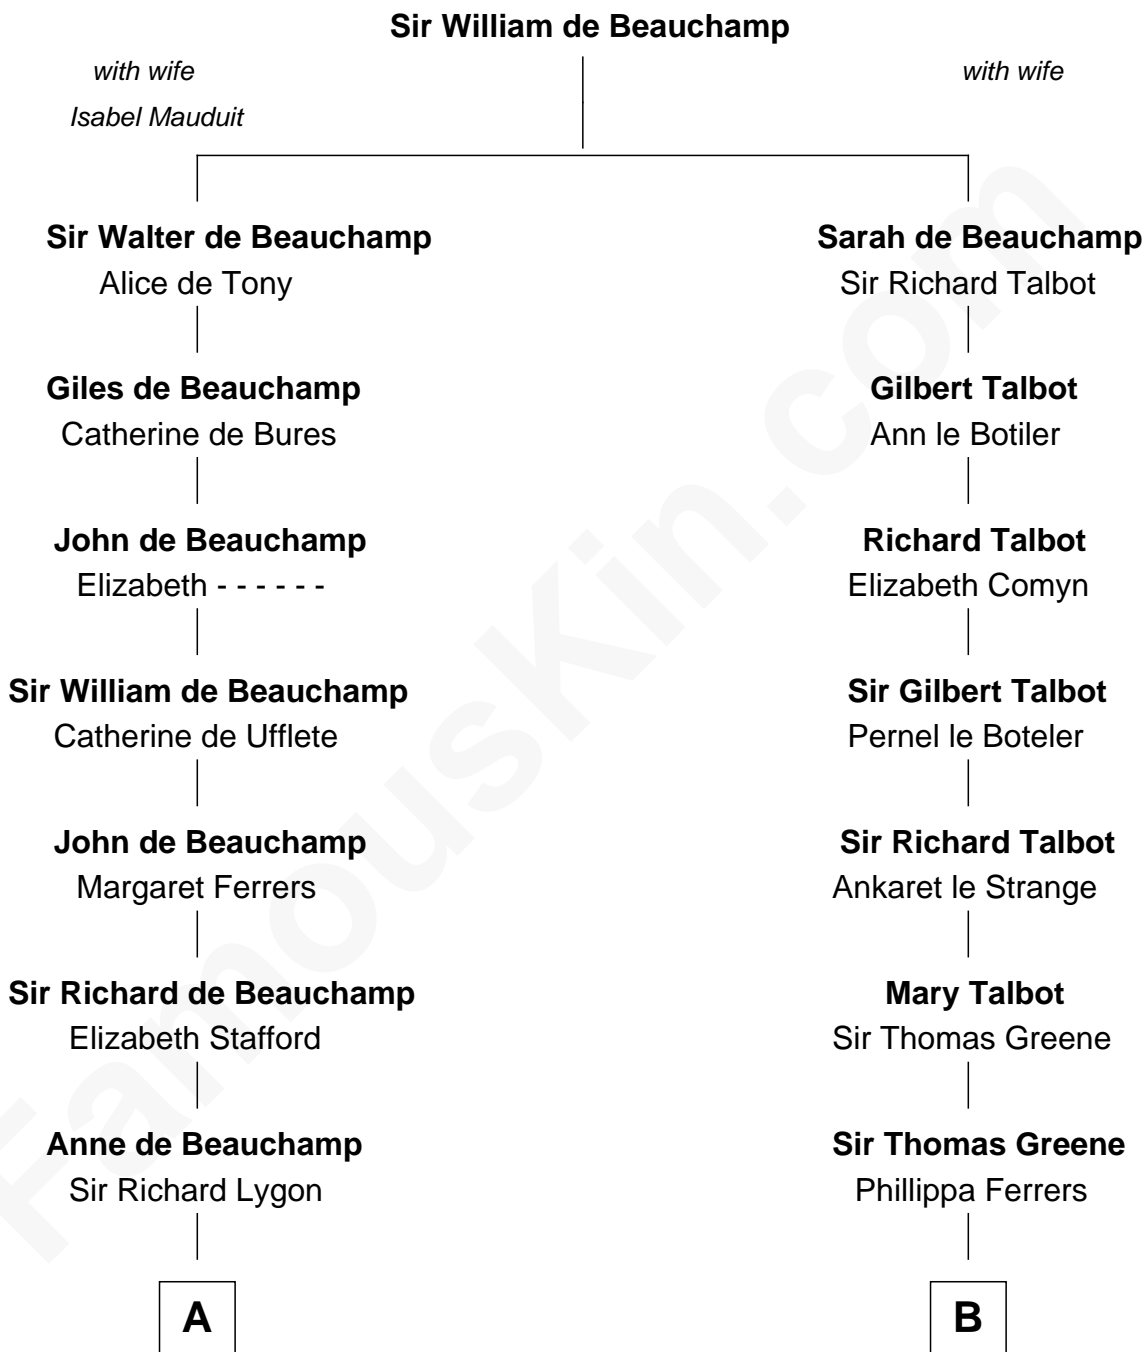 Sir William de Beauchamp
with wife
Isabel Mauduit
with wife
Sir Walter de Beauchamp
Alice de Tony
Sarah de Beauchamp
Sir Richard Talbot
Giles de Beauchamp
Catherine de Bures
Gilbert Talbot
Ann le Botiler
John de Beauchamp
Elizabeth - - - - - -
Richard Talbot
Elizabeth Comyn
Sir William de Beauchamp
Catherine de Ufflete
Sir Gilbert Talbot
Pernel le Boteler
John de Beauchamp
Margaret Ferrers
Sir Richard Talbot
Ankaret le Strange
Sir Richard de Beauchamp
Elizabeth Stafford
Mary Talbot
Sir Thomas Greene
Anne de Beauchamp
Sir Richard Lygon
Sir Thomas Greene
Phillippa Ferrers
A
B
FamousKin.com